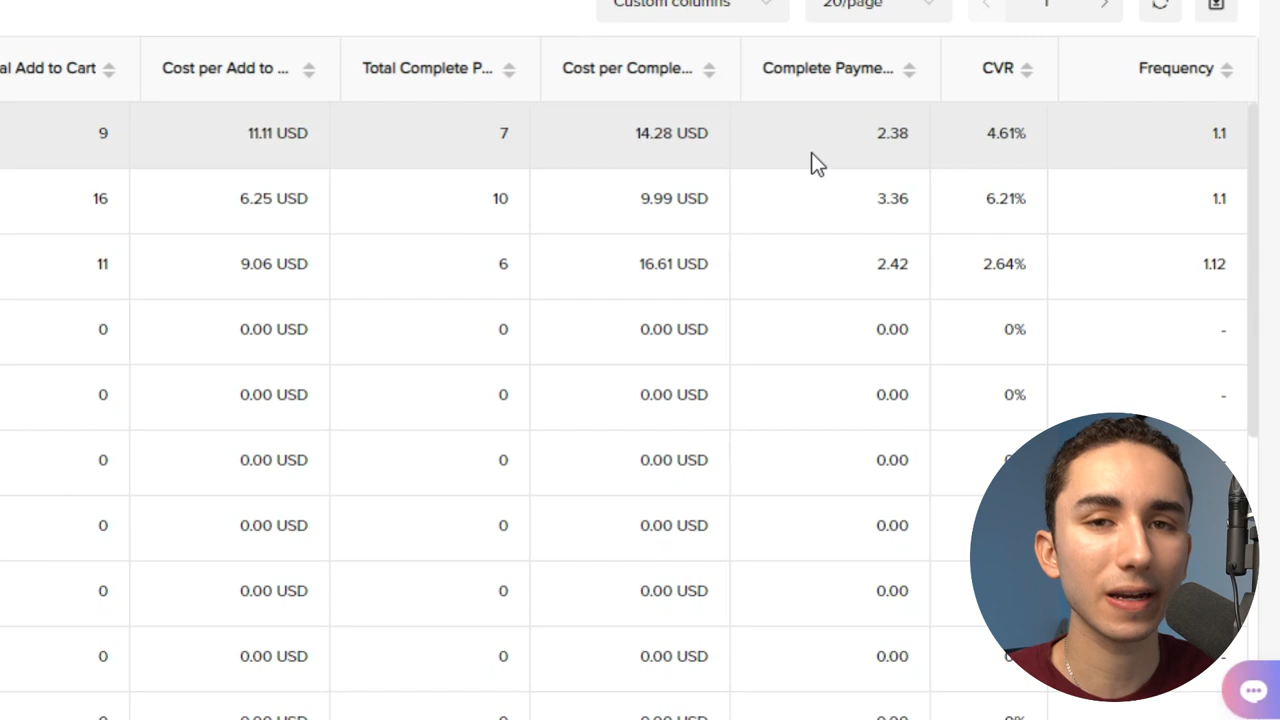 Custom columns 20/page 1
al Add to Cart Cost per Add to ... Total Complete P... Cost per Comple... Complete Payme... CVR Frequency
9 11.11 USD 7 14.28 USD 2.38 4.61% 1.1
16 6.25 USD 10 9.99 USD 3.36 6.21% 1.1
11 9.06 USD 6 16.61 USD 2.42 2.64% 1.12
0 0.00 USD 0 0.00 USD 0.00 0% -
0 0.00 USD 0 0.00 USD 0.00 0% -
0 0.00 USD 0 0.00 USD 0.00
0 0.00 USD 0 0.00 USD 0.00
0 0.00 USD 0 0.00 USD 0.00
0 0.00 USD 0 0.00 USD 0.00 -